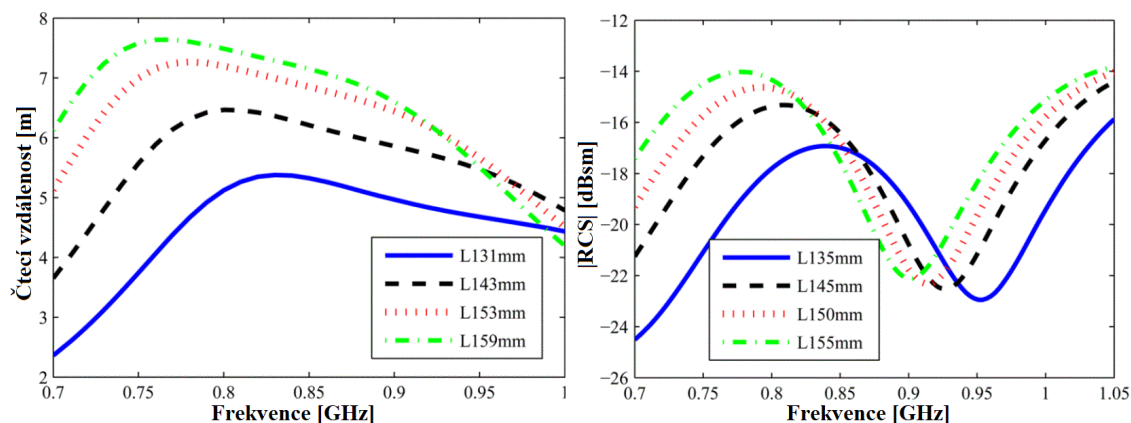 8
7
6
5
4
3
2
Čtecí vzdálenost [m]
L131mm
L143mm
L153mm
L159mm
0.7 0.75 0.8 0.85 0.9 0.95 1
Frekvence [GHz]
−12
−14
−16
−18
−20
−22
−24
−26
|RCS| [dBsm]
L135mm
L145mm
L150mm
L155mm
0.7 0.75 0.8 0.85 0.9 0.95 1 1.05
Frekvence [GHz]